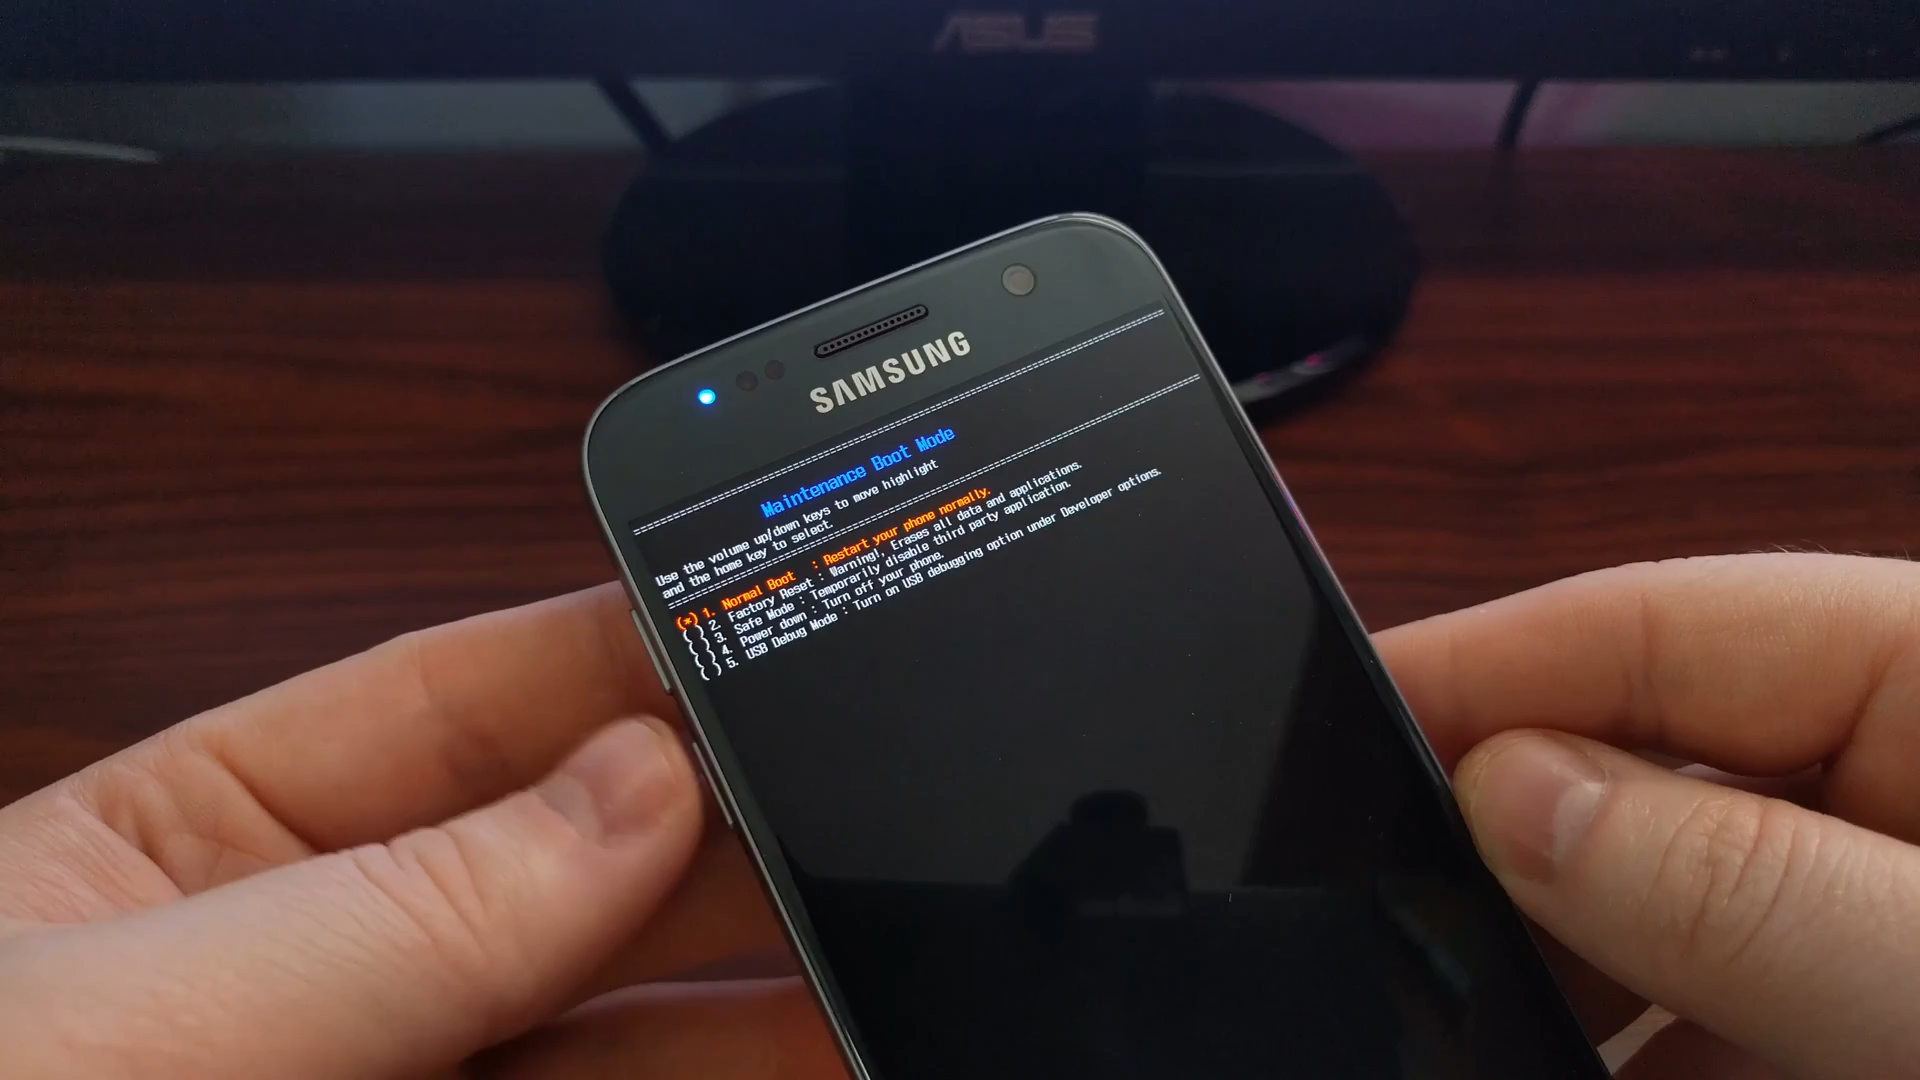 ASUS
SAMSUNG
Maintenance Boot Mode
Use the volume up/down keys to move highlight
and the home key to select.
(*) 1. Normal Boot : Restart your phone normally.
( ) 2. Factory Reset : Warning!, Erases all data and applications.
( ) 3. Safe Mode : Temporarily disable third party application.
( ) 4. Power down : Turn off your phone.
( ) 5. USB Debug Mode : Turn on USB debugging option under Developer options.